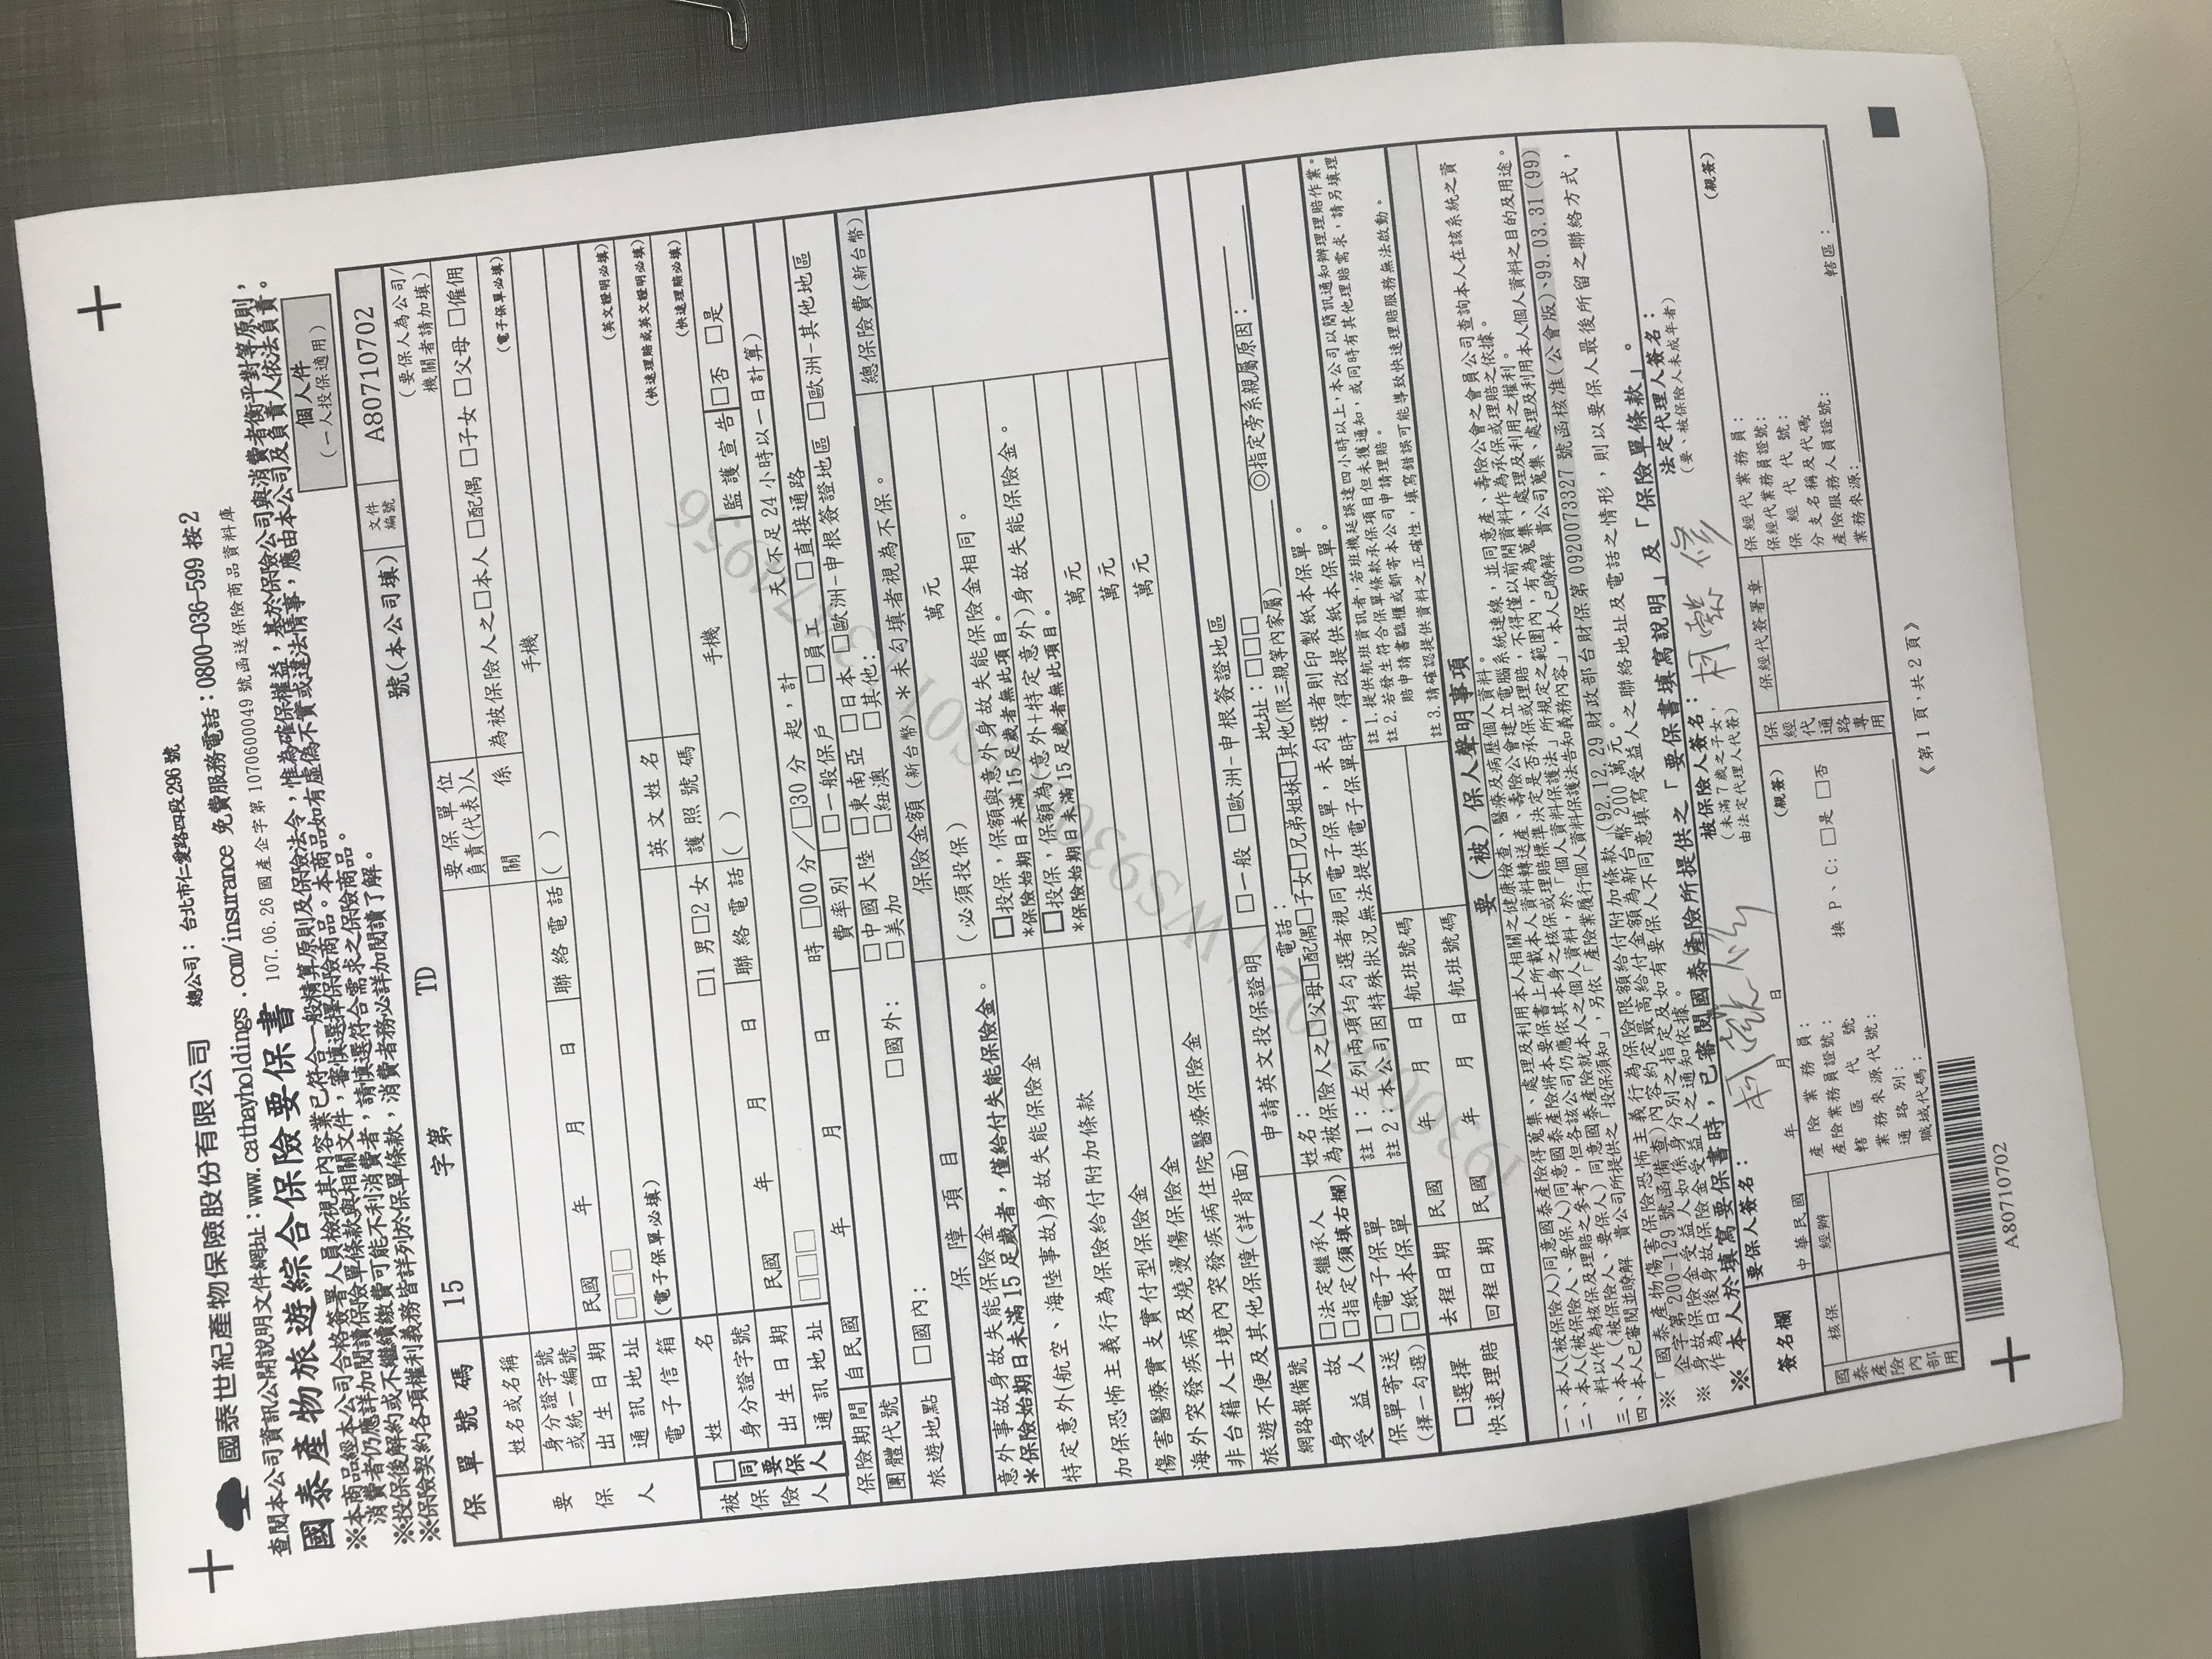 國泰世紀產物保險股份有限公司 總公司：台北市仁愛路四段296號
查閱本公司資訊公開說明文件網址：www.cathayholdings.com/insurance 免費服務電話：0800-036-599 按2
國泰產物旅遊綜合保險要保書 107.06.26 國產企字第 1070600049 號函送保險商品資料庫
※本商品經本公司合格簽署人員檢視其內容業已符合一般精算原則及保險法令，惟為確保權益，基於保險公司與消費者衡平對等原則，
消費者仍應詳加閱讀保險單條款與相關文件，審慎選擇保險商品。本商品如有虛偽不實或違法情事，應由本公司及負責人依法負責。
※投保後解約或不繼續繳費可能不利消費者，請慎選符合需求之保險商品。
※保險契約各項權利義務皆詳列於保單條款，消費者務必詳加閱讀了解。
個人件
(一人投保適用)
保單號碼 15 字第 TD 號(本公司填) 文件編號 A80710702
要保人
姓名或名稱 要保單位負責(代表)人 (要保人為公司/機關者請加填)
身分證字號或統一編號 關係 為被保險人之□本人 □配偶 □子女 □父母 □僱佣
出生日期 民國 年 月 日 聯絡電話 ( ) 手機 (電子保單必填)
通訊地址 □□□
電子信箱 (電子保單必填) 英文姓名 (英文證明必填)
被保險人 □同要保人
姓名 □1 男□2 女 護照號碼 (快速理賠或英文證明必填)
身分證字號 聯絡電話 ( ) 手機 (快速理賠必填)
出生日期 民國 年 月 日 監護宣告 □否 □是
通訊地址 □□□
保險期間 自民國 年 月 日 時 □00 分／□30 分 起，計 天(不足24小時以一日計算)
團體代號 費率別 □一般保戶 □員工 □直接通路
旅遊地點 □國內: □國外: □中國大陸 □東南亞 □日本 □歐洲-申根簽證地區 □歐洲-其他地區
□美加 □紐澳 □其他:
保障項目 保險金額 (新台幣) ＊未勾填者視為不保。 總保險費(新台幣)
意外事故身故失能保險金 (必須投保) 萬元
＊保險始期日未滿15足歲者，僅給付失能保險金。
特定意外(航空、海陸事故)身故失能保險金 □投保，保額與意外身故失能保險金相同。
*保險始期日未滿15足歲者無此項目。
加保恐怖主義行為保險給付附加條款 □投保，保額為(意外+特定意外)身故失能保險金。
*保險始期日未滿15足歲者無此項目。
傷害醫療實支實付型保險金 萬元
海外突發疾病及燒燙傷保險金 萬元
非台籍人士境內突發疾病住院醫療保險金 萬元
旅遊不便及其他保障(詳背面)
網路報備號 申請英文投保證明 □一般 □歐洲-申根簽證地區
身故受益人 □法定繼承人 姓名： 電話： 地址：□□□
□指定(須填右欄) 為被保險人之□父母□配偶□子女□兄弟姐妹□其他(限三親等內家屬) ◎指定旁系親屬原因：
保單寄送 □電子保單 註1：左列兩項均勾選者視同電子保單，未勾選者則印製紙本保單。
(擇一勾選) □紙本保單 註2：本公司因特殊狀況無法提供電子保單時，得改提供紙本保單。
□選擇快速理賠
去程日期 民國 年 月 日 航班號碼
回程日期 民國 年 月 日 航班號碼
註1.提供航班資訊者，若班機延誤達四小時以上，本公司以簡訊通知辦理理賠作業。
註2.若發生符合保單條款承保項目但未獲通知，或同時有其他理賠需求，請另填理
賠申請書臨櫃或郵寄本公司申請理賠。
註3.請確認提供資料之正確性，填寫錯誤可能導致快速理賠服務無法啟動。
要（被）保人聲明事項
一、本人(被保險人)同意國泰產險得蒐集、處理及利用本人相關之健康檢查、醫療及病歷個人資料。
二、本人(被保險人、要保人)同意國泰產險將本要保書上所載本人資料轉送產、壽險公會建立電腦系統連線，並同意產、壽險公會之會員公司查詢本人在該系統之資
料以作為核保及理賠之參考，但各該公司仍應依其本身之核保或理賠標準決定是否承保或理賠，不得僅以前開資料作為承保或理賠之依據。
三、本人(被保險人、要保人)同意國泰產險就本人之個人資料，於「個人資料保護法」所規定之範圍內，有為蒐集、處理及利用之權利。
四、本人已審閱並瞭解 貴公司所提供之「投保須知」，另依「產險業履行個人資料保護法告知義務內容」，本人已瞭解 貴公司蒐集、處理及利用本人個人資料之目的及用途。
※「國泰產物傷害保險恐怖主義行為保險限額給付附加條款 (92.12.29 財政部台財保第 0920073327 號函核准(公會版)、99.03.31 (99)
企字第 200-129 號函備查)內容約定最高給付金額為新台幣 200 萬元。
※ 身故保險金受益人如係身分別之指定及如有要保人不同意填寫受益人之聯絡地址及電話之情形，則以要保人最後所留之聯絡方式，
作為日後身故保險金受益人之通知依據。
※ 本人於填寫要保書時，已審閱國泰產險所提供之「要保書填寫說明」及「保險單條款」。
簽名欄 要保人簽名： 被保險人簽名： 法定代理人簽名：
(未滿7歲之子女，由法定代理人代簽) (要、被保險人未成年者)
中華民國 年 月 日 (親簽) (親簽)
國泰產險內部用 核保 經辦
產險業務員：
產險業務員證號：
轄區代號
業務來源代號：
通路別：
職域代碼：
換 P、C: □是 □否
保經代通路專用 保經代簽署章
保經代業務員：
保經代業務員證號：
保經代代號：
分支名稱及代碼
產險服務人員證號：
業務來源： 轄區：
《第1頁，共2頁》
A80710702